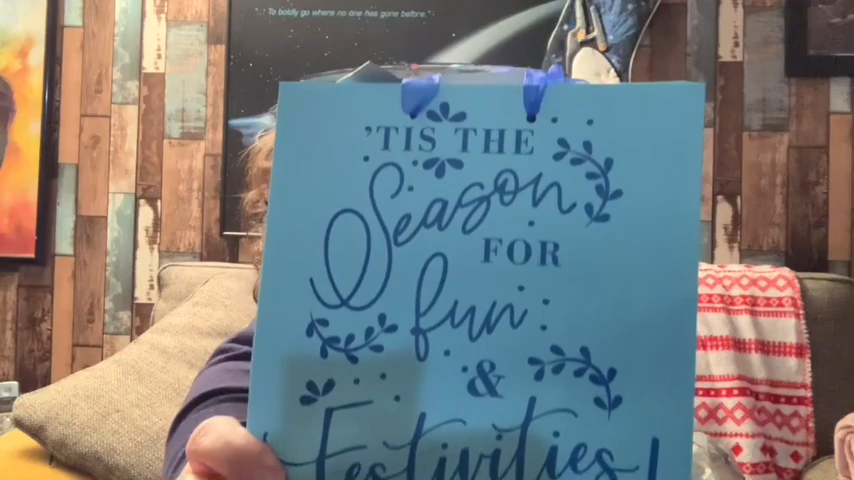 To boldly go where no one has gone before."
'TIS THE
Season
FOR
fun
&
Festivities!